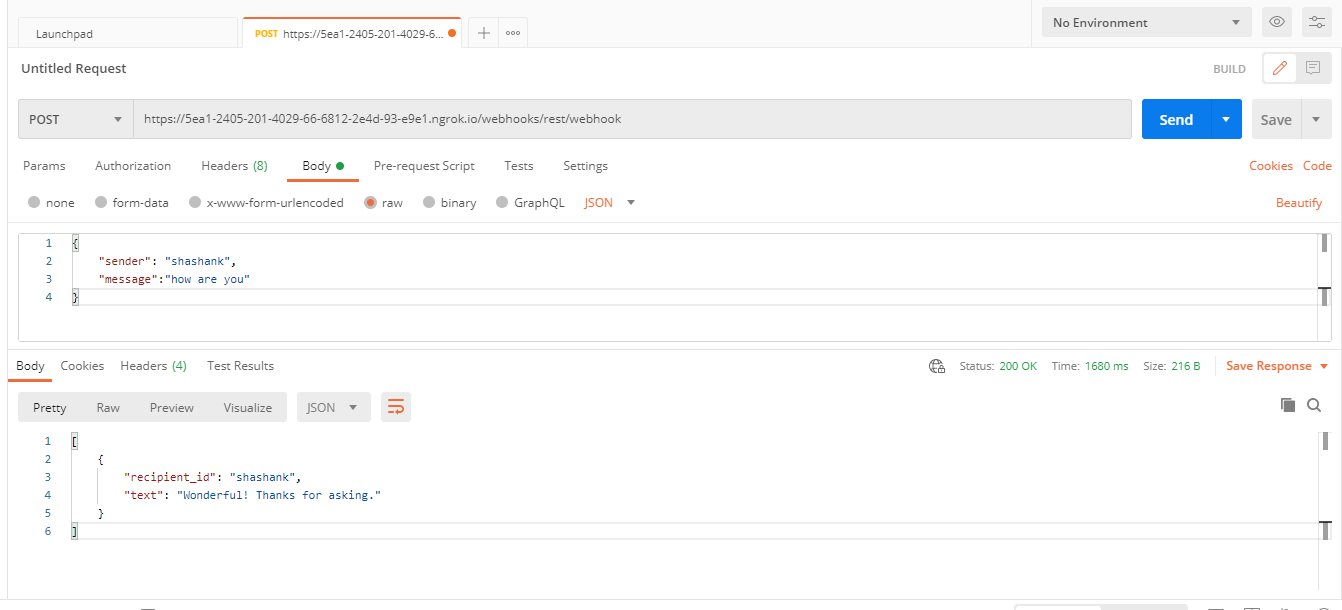 Launchpad
POST https://5ea1-2405-201-4029-6...
No Environment
Untitled Request
BUILD
POST
https://5ea1-2405-201-4029-66-6812-2e4d-93-e9e1.ngrok.io/webhooks/rest/webhook
Send
Save
Params Authorization Headers (8) Body Pre-request Script Tests Settings
Cookies Code
none form-data x-www-form-urlencoded raw binary GraphQL JSON
Beautify
1 {
2 "sender": "shashank",
3 "message":"how are you"
4 }
Body Cookies Headers (4) Test Results
Status: 200 OK Time: 1680 ms Size: 216 B Save Response
Pretty Raw Preview Visualize JSON
1 [
2 {
3 "recipient_id": "shashank",
4 "text": "Wonderful! Thanks for asking."
5 }
6 ]